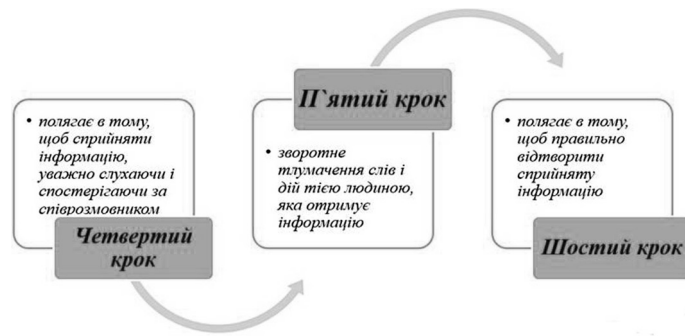 • полягає в тому,
щоб сприйняти
інформацію,
уважно слухаючи і
спостерігаючи за
співрозмовником
Четвертий
крок
П`ятий крок
• зворотне
тлумачення слів і
дій тією людиною,
яка отримує
інформацію
• полягає в тому,
щоб правильно
відтворити
сприйняту
інформацію
Шостий крок